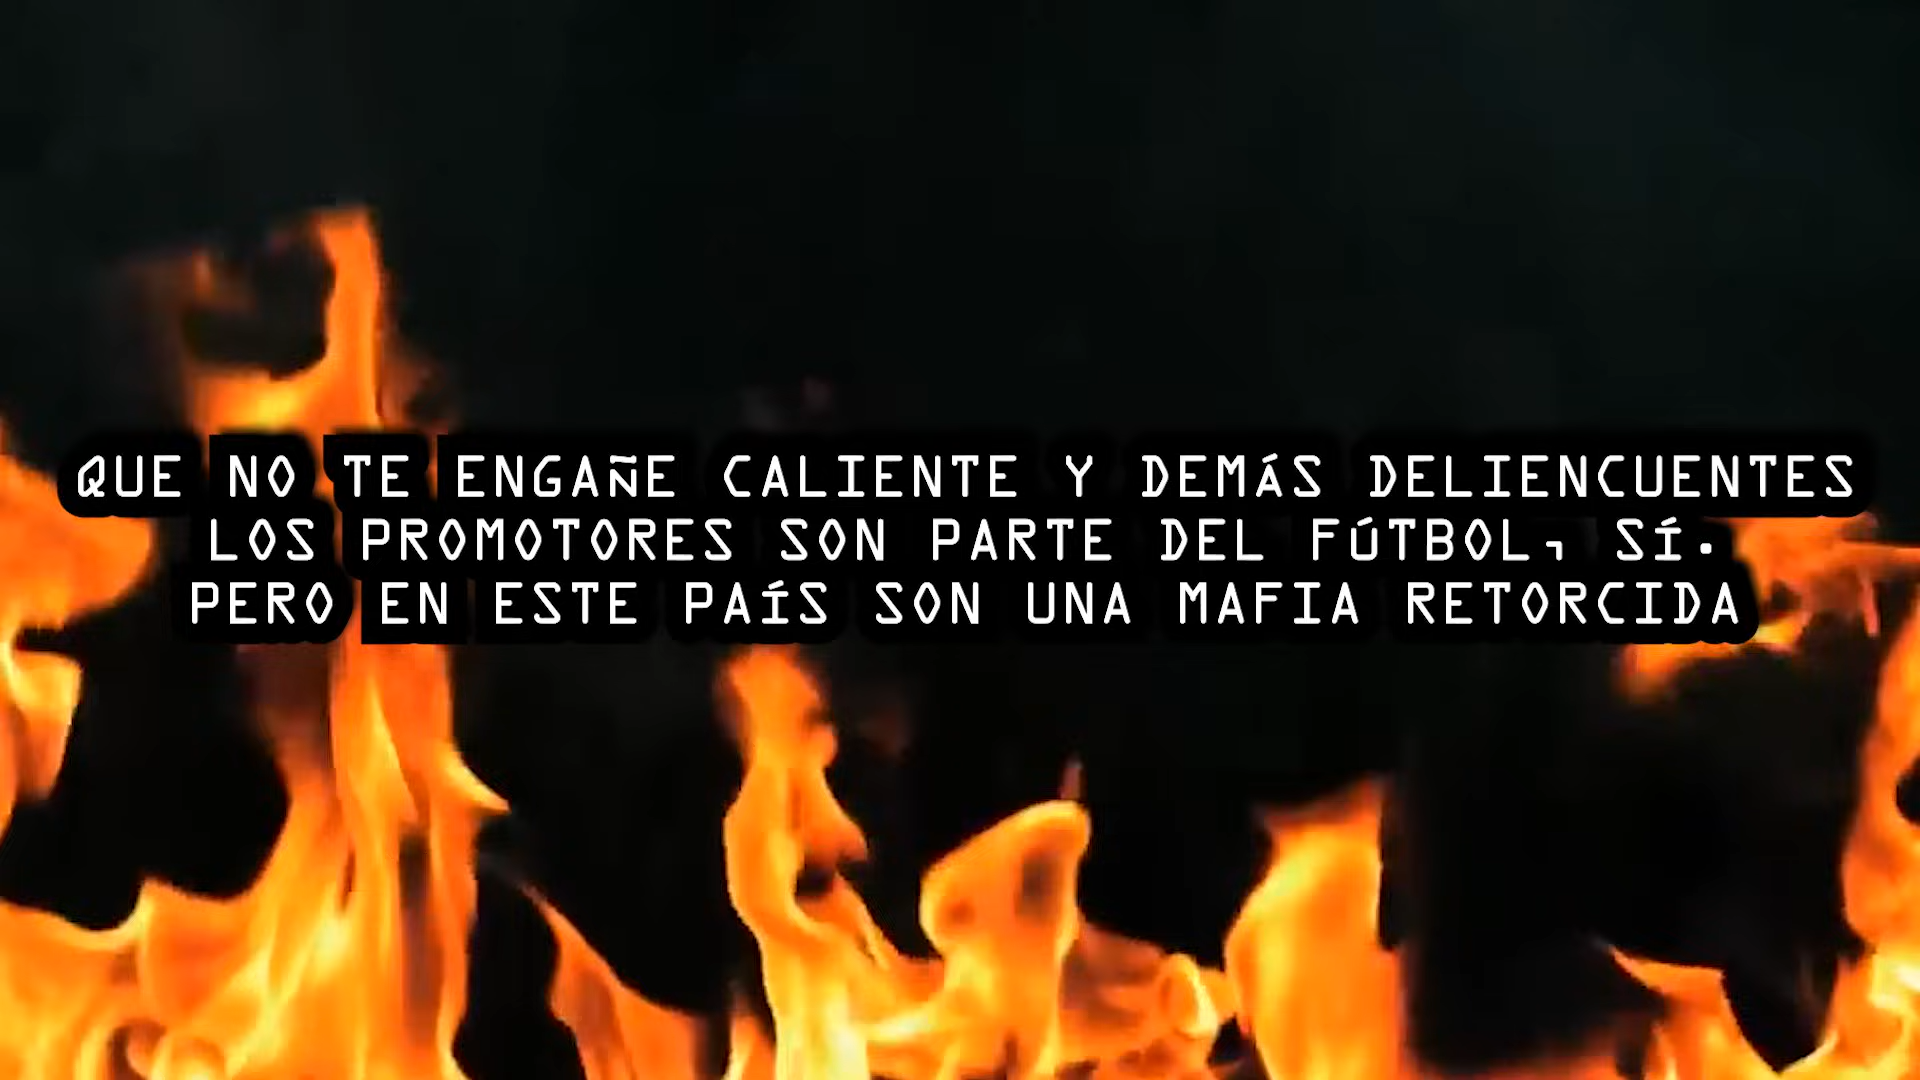 QUE NO TE ENGAÑE CALIENTE Y DEMÁS DELIENCUENTES
LOS PROMOTORES SON PARTE DEL FÚTBOL, SÍ.
PERO EN ESTE PAÍS SON UNA MAFIA RETORCIDA